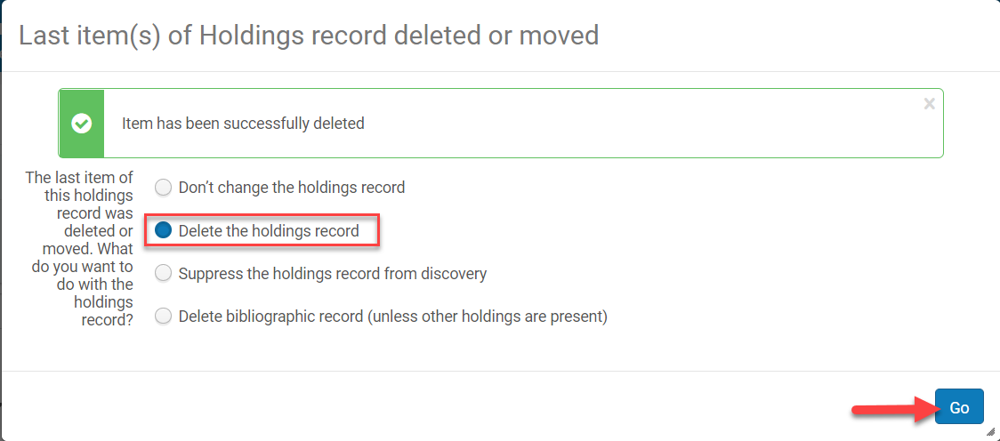 Last item(s) of Holdings record deleted or moved
Item has been successfully deleted
×
The last item of
this holdings
record was
deleted or
moved. What
do you want to
do with the
holdings
record?
Don’t change the holdings record
Delete the holdings record
Suppress the holdings record from discovery
Delete bibliographic record (unless other holdings are present)
Go